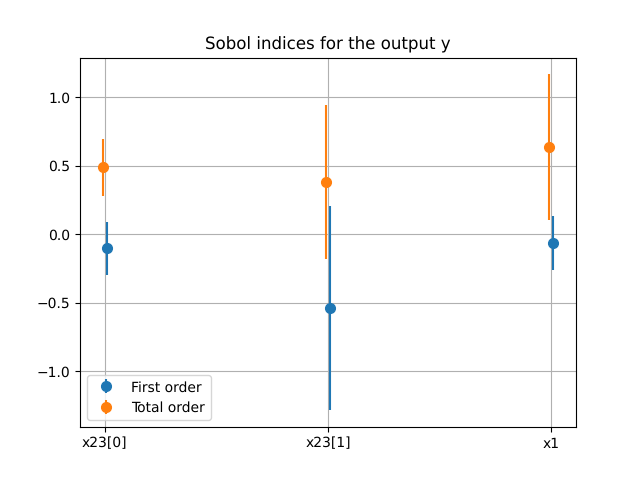 Sobol indices for the output y
1.0
0.5
0.0
−0.5
−1.0
First order
Total order
x23[0] x23[1] x1